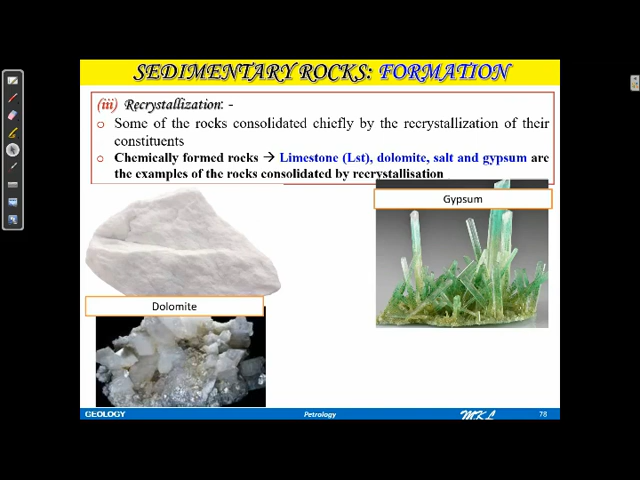 SEDIMENTARY ROCKS: FORMATION
(iii) Recrystallization: -
o Some of the rocks consolidated chiefly by the recrystallization of their
constituents
o Chemically formed rocks → Limestone (Lst), dolomite, salt and gypsum are
the examples of the rocks consolidated by recrystallisation
Gypsum
Dolomite
GEOLOGY
Petrology
MKL
78